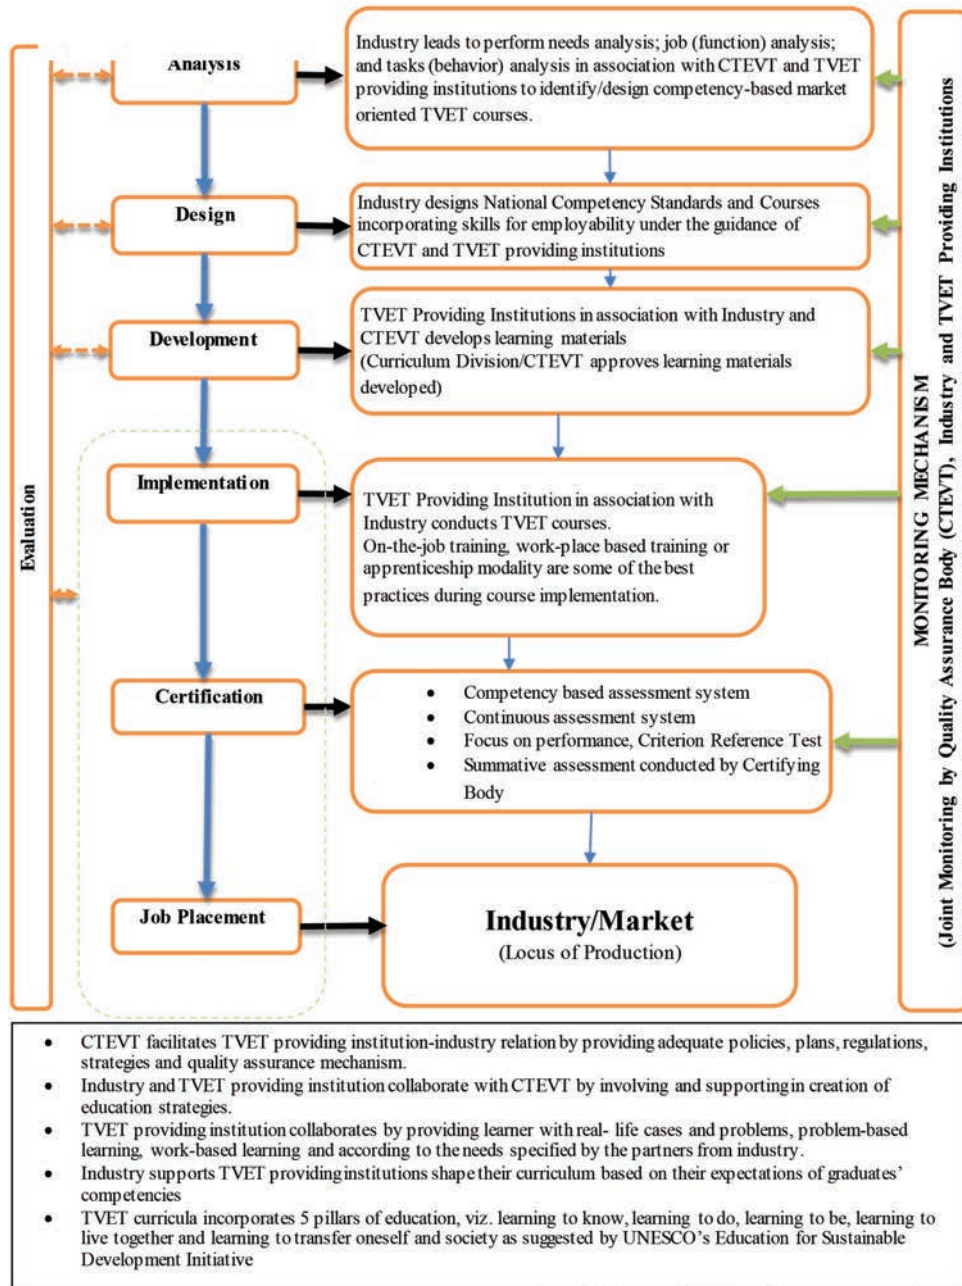 Analysis
Industry leads to perform needs analysis; job (function) analysis;
and tasks (behavior) analysis in association with CTEVT and TVET
providing institutions to identify/design competency-based market
oriented TVET courses.
Design
Industry designs National Competency Standards and Courses
incorporating skills for employability under the guidance of
CTEVT and TVET providing institutions
Development
TVET Providing Institutions in association with Industry and
CTEVT develops learning materials
(Curriculum Division/CTEVT approves learning materials
developed)
Implementation
TVET Providing Institution in association with
Industry conducts TVET courses.
On-the-job training, work-place based training or
apprenticeship modality are some of the best
practices during course implementation.
Certification
• Competency based assessment system
• Continuous assessment system
• Focus on performance, Criterion Reference Test
• Summative assessment conducted by Certifying
Body
Job Placement
Industry/Market
(Locus of Production)
Evaluation
MONITORING MECHANISM
(Joint Monitoring by Quality Assurance Body (CTEVT), Industry and TVET Providing Institutions
• CTEVT facilitates TVET providing institution-industry relation by providing adequate policies, plans, regulations,
strategies and quality assurance mechanism.
• Industry and TVET providing institution collaborate with CTEVT by involving and supporting in creation of
education strategies.
• TVET providing institution collaborates by providing learner with real- life cases and problems, problem-based
learning, work-based learning and according to the needs specified by the partners from industry.
• Industry supports TVET providing institutions shape their curriculum based on their expectations of graduates’
competencies
• TVET curricula incorporates 5 pillars of education, viz. learning to know, learning to do, learning to be, learning to
live together and learning to transfer oneself and society as suggested by UNESCO’s Education for Sustainable
Development Initiative